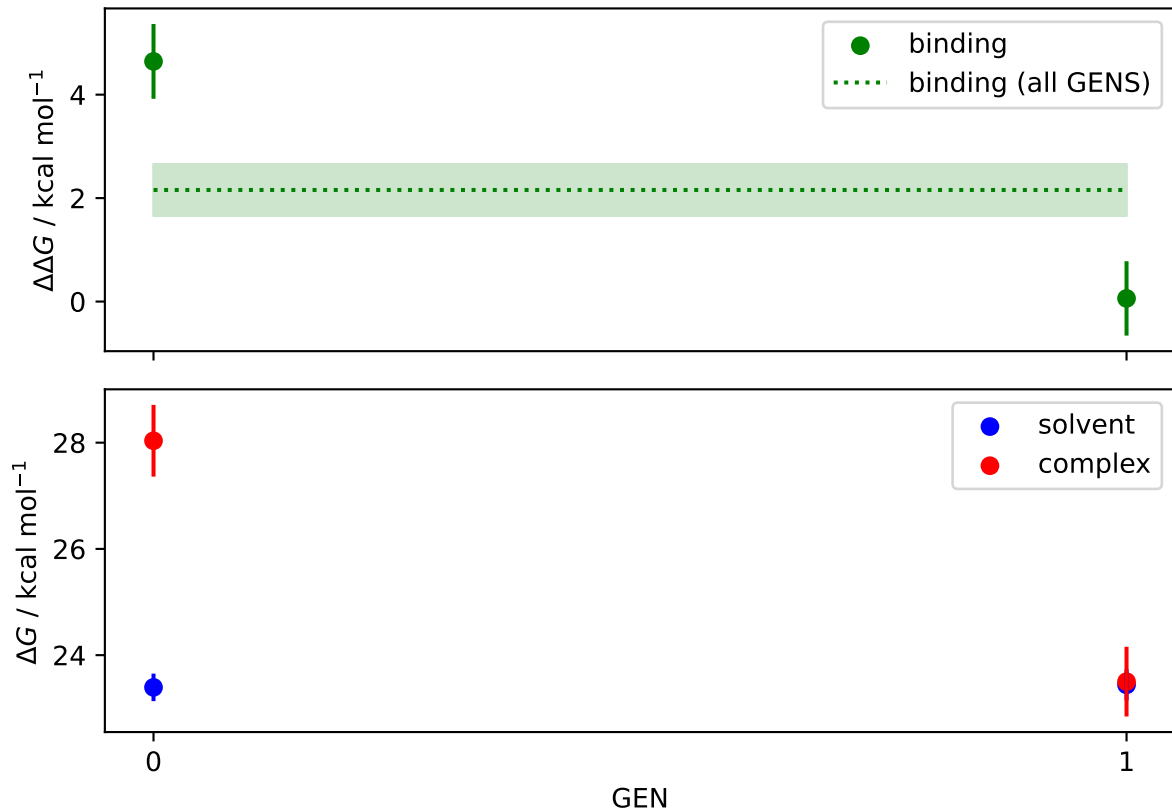 binding
binding (all GENS)
4
2
0
ΔΔG / kcal mol⁻¹
solvent
complex
28
26
24
ΔG / kcal mol⁻¹
0
1
GEN